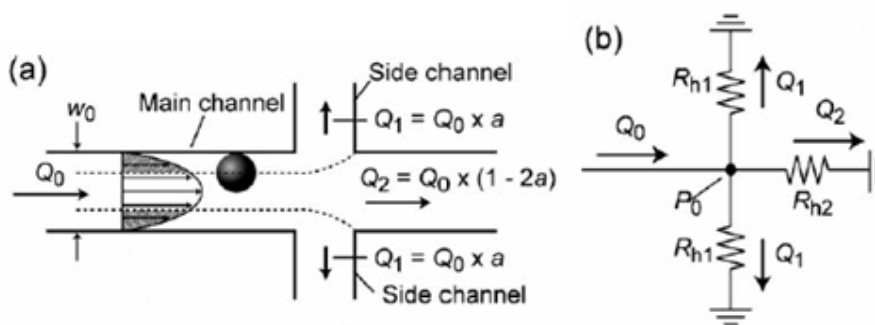 (a)
Main channel
w0
Q0
Side channel
Q1 = Q0 x a
Q2 = Q0 x (1 - 2a)
Q1 = Q0 x a
Side channel
(b)
Rh1
Q1
Q0
Q2
P0
Rh2
Rh1
Q1